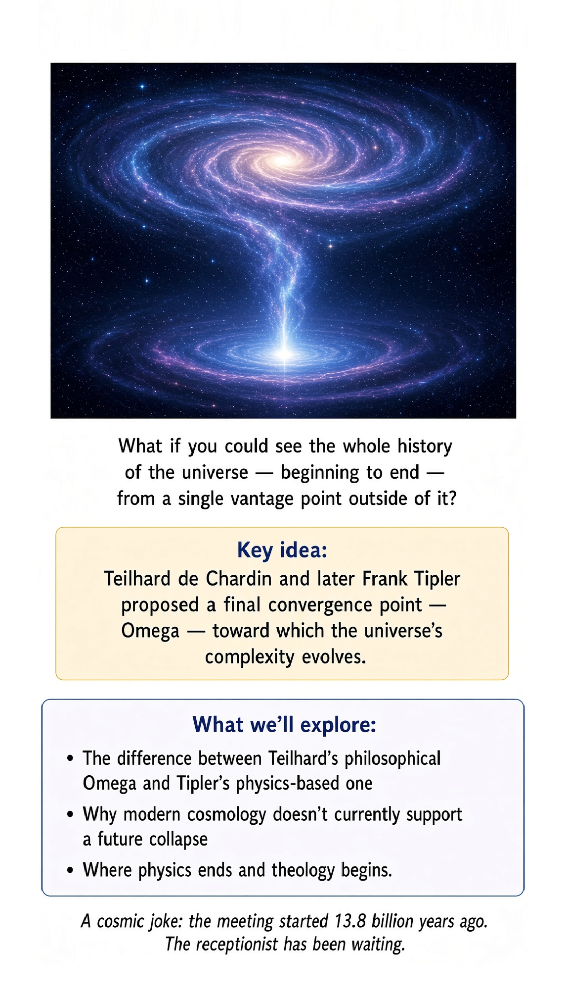 What if you could see the whole history
of the universe — beginning to end —
from a single vantage point outside of it?
Key idea:
Teilhard de Chardin and later Frank Tipler
proposed a final convergence point —
Omega — toward which the universe’s
complexity evolves.
What we’ll explore:
• The difference between Teilhard’s philosophical
Omega and Tipler’s physics-based one
• Why modern cosmology doesn’t currently support
a future collapse
• Where physics ends and theology begins.
A cosmic joke: the meeting started 13.8 billion years ago.
The receptionist has been waiting.